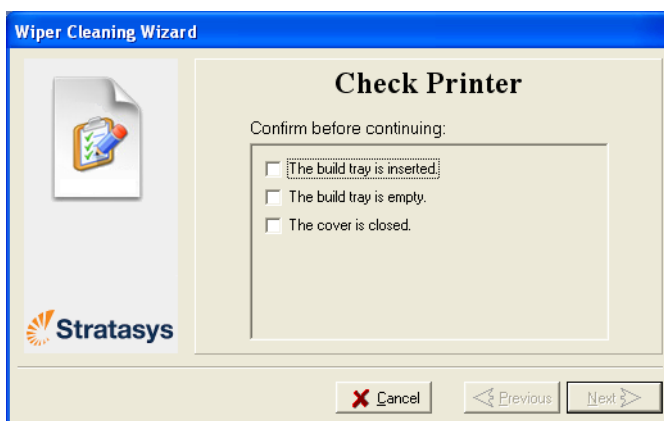 Wiper Cleaning Wizard
Check Printer
Confirm before continuing:
The build tray is inserted.
The build tray is empty.
The cover is closed.
Stratasys
Cancel
Previous
Next